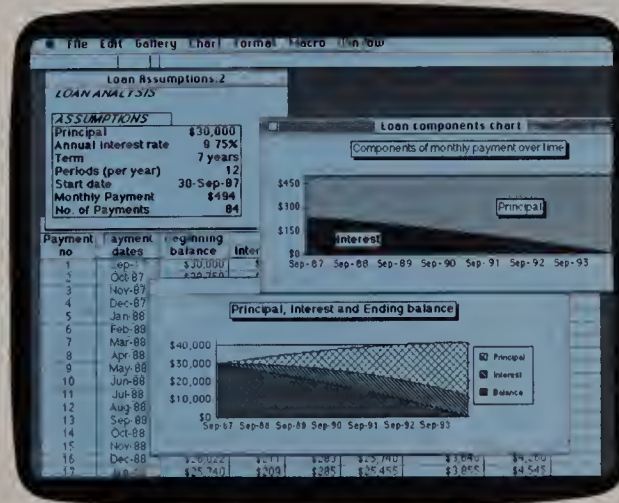 File Edit Gallery Chart Format Macro Window
Loan Assumptions.2
LOAN ANALYSIS
ASSUMPTIONS
Principal $30,000
Annual interest rate 9 75%
Term 7 years
Periods (per year) 12
Start date 30-Sep-87
Monthly Payment $494
No. of Payments 84
Loan components chart
Components of monthly payment over time
$450
$300
$150
$0
Principal
Interest
Sep-87 Sep-88 Sep-89 Sep-90 Sep-91 Sep-92 Sep-93
Payment no dates balance
1 $30,000
2 Oct-87
3 Nov-87
4 Dec-87
5 Jan-88
6 Feb-88
7 Mar-88
8 Apr-88
9 May-88
10 Jun-88
11 Jul-88
12 Aug-88
13 Sep-88
14 Oct-88
15 Nov-88
16 Dec-88 $283 $25,740
17 $25,740 $209 $285 $25,455 $3,855 $4,545
Principal, Interest and Ending balance
$40,000
$30,000
$20,000
$10,000
$0
Sep-87 Sep-88 Sep-89 Sep-90 Sep-91 Sep-92 Sep-93
Principal
Interest
Balance